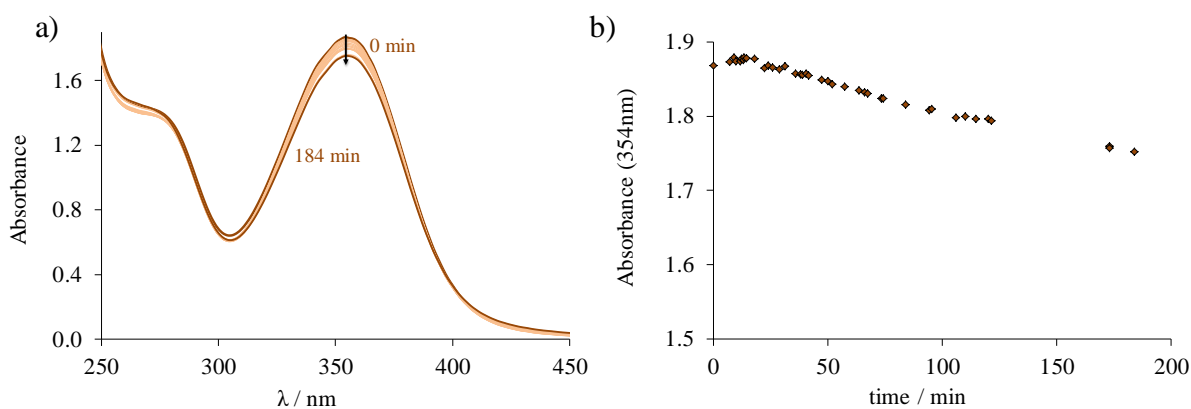 a)
1.6
1.2
0.8
0.4
0.0
Absorbance
0 min
184 min
250 300 350 400 450
λ / nm
b)
1.9
1.8
1.7
1.6
1.5
Absorbance (354nm)
0 50 100 150 200
time / min